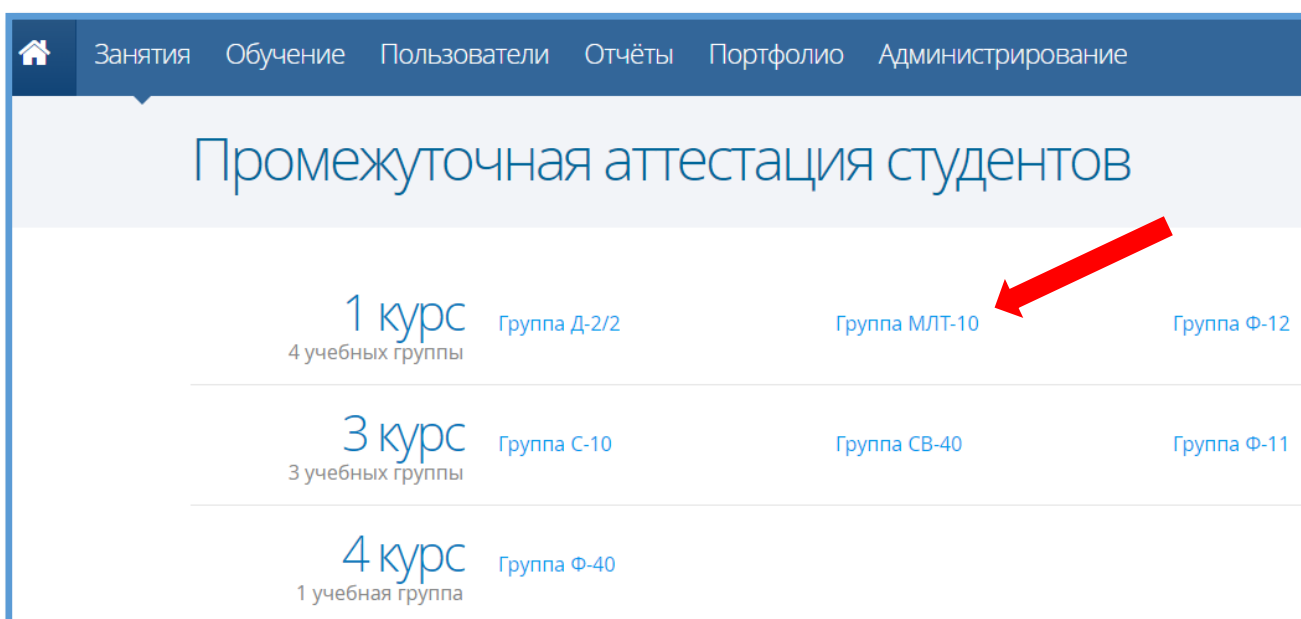 Занятия Обучение Пользователи Отчёты Портфолио Администрирование
Промежуточная аттестация студентов
1 курс Группа Д-2/2 Группа МЛТ-10 Группа Ф-12
4 учебных группы
3 курс Группа С-10 Группа СВ-40 Группа Ф-11
3 учебных группы
4 курс Группа Ф-40
1 учебная группа